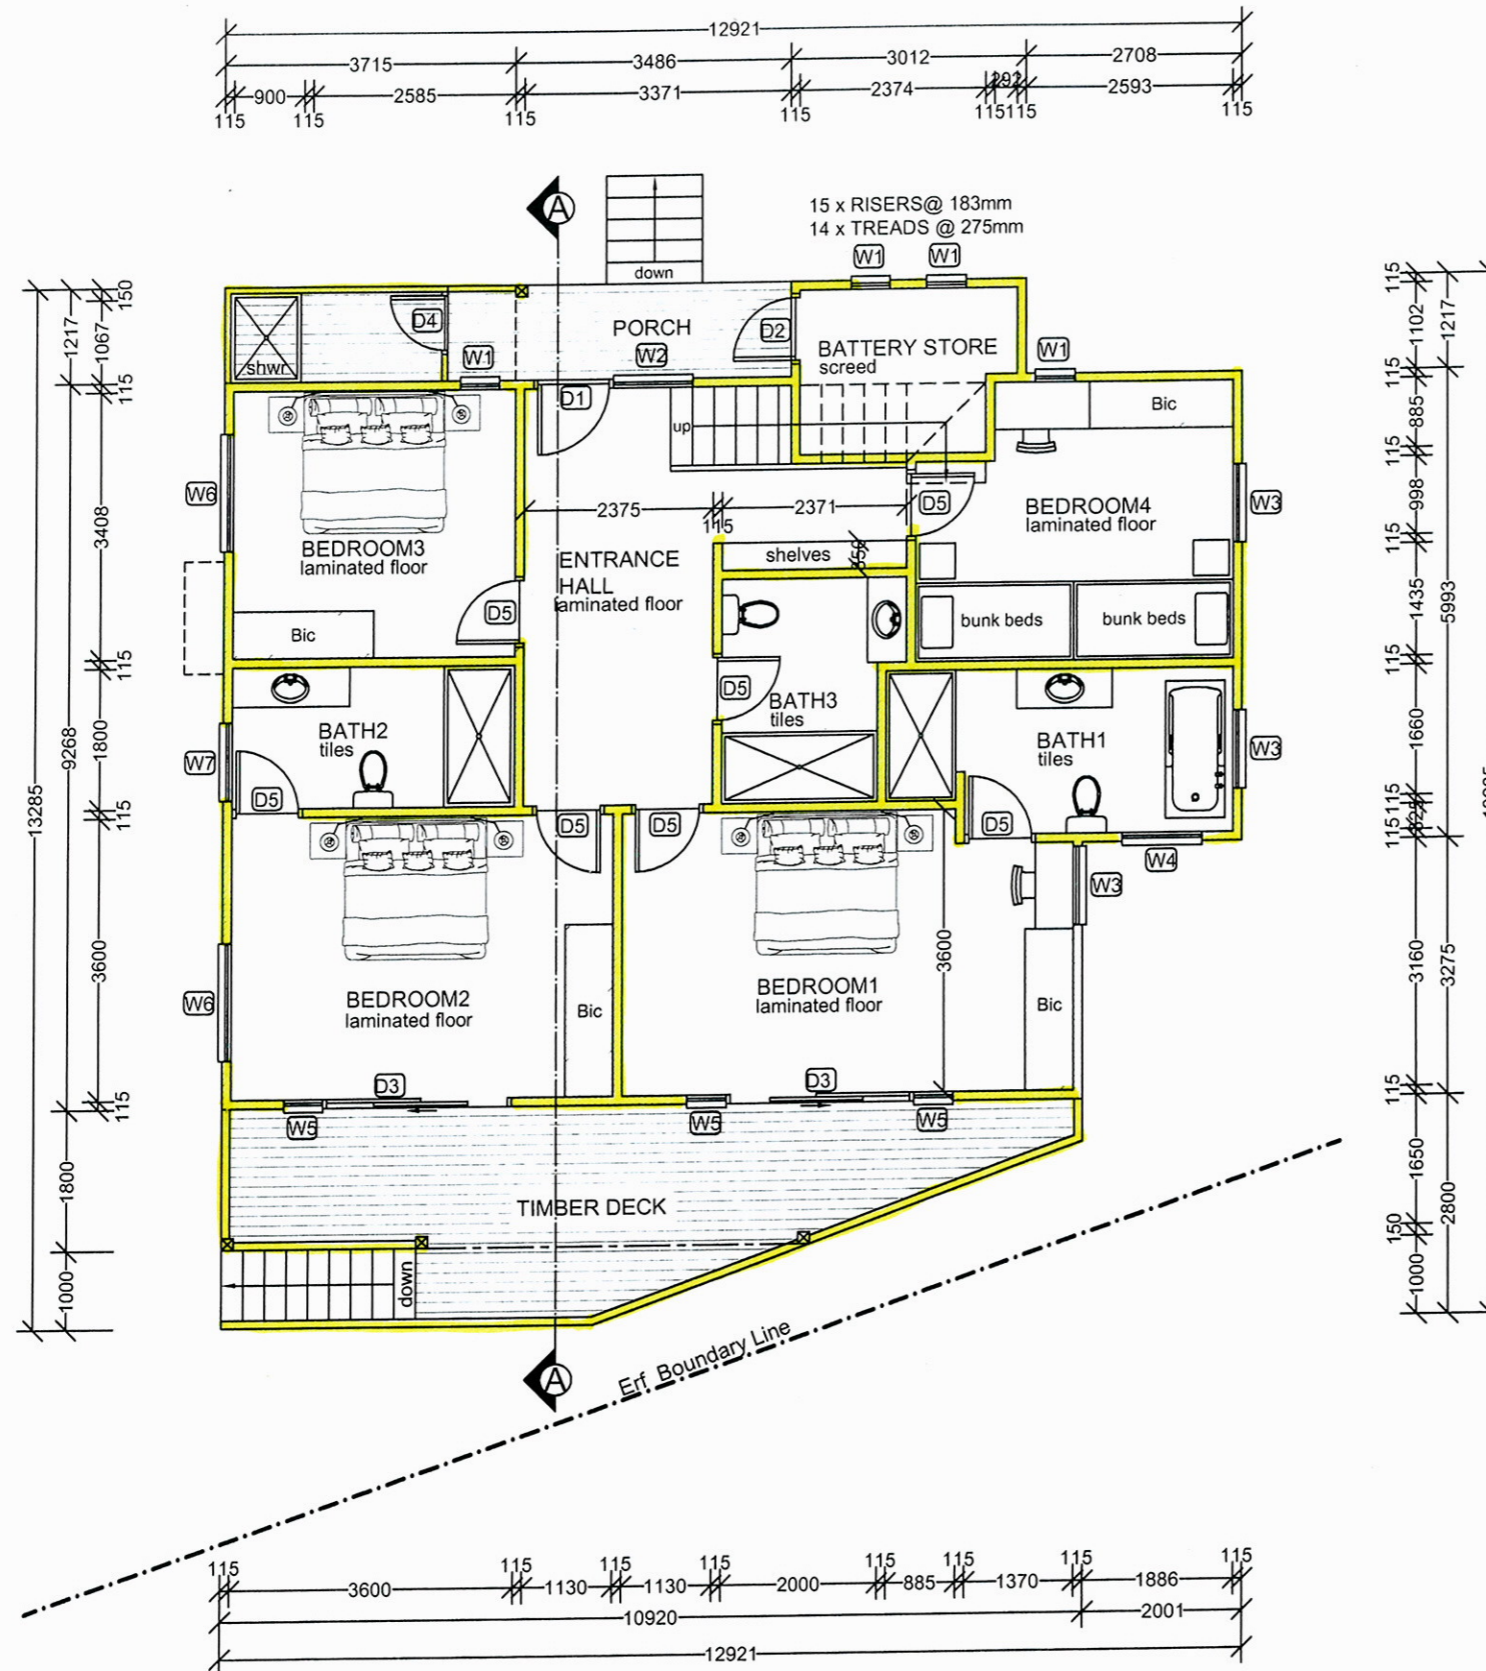 12921
3715 3486 3012 2708
900 2585 3371 2374 292 2593
115 115 115 115 115 115 115
A
15 x RISERS@ 183mm
14 x TREADS @ 275mm
W1 W1
down
D4 PORCH D2
shwr W1 W2 BATTERY STORE W1
screed
D1 Bic
up
W6 2375 115 2371 D5 BEDROOM4 W3
laminated floor
BEDROOM3
laminated floor
ENTRANCE
HALL
laminated floor
shelves 350
D5 bunk beds bunk beds
Bic
D5 BATH3
tiles
BATH2
tiles
BATH1
tiles
W7 W3
D5 D5 D5 D5
W4
W3
3600
BEDROOM2
laminated floor
BEDROOM1
laminated floor
W6 Bic Bic
D3 D3
W5 W5 W5
TIMBER DECK
down
A
Erf Boundary Line
13285
1217 9268 1800 1000
150 1067 115 3408 115 1800 115 3600 115
115 1102 115 885 115 998 115 1435 115 1660 115 115 3160 115 1650 150 1000
1217 5993 3275 2800
115 115 115 115 115 115 115 115
3600 1130 1130 2000 885 1370 1886
10920 2001
12921